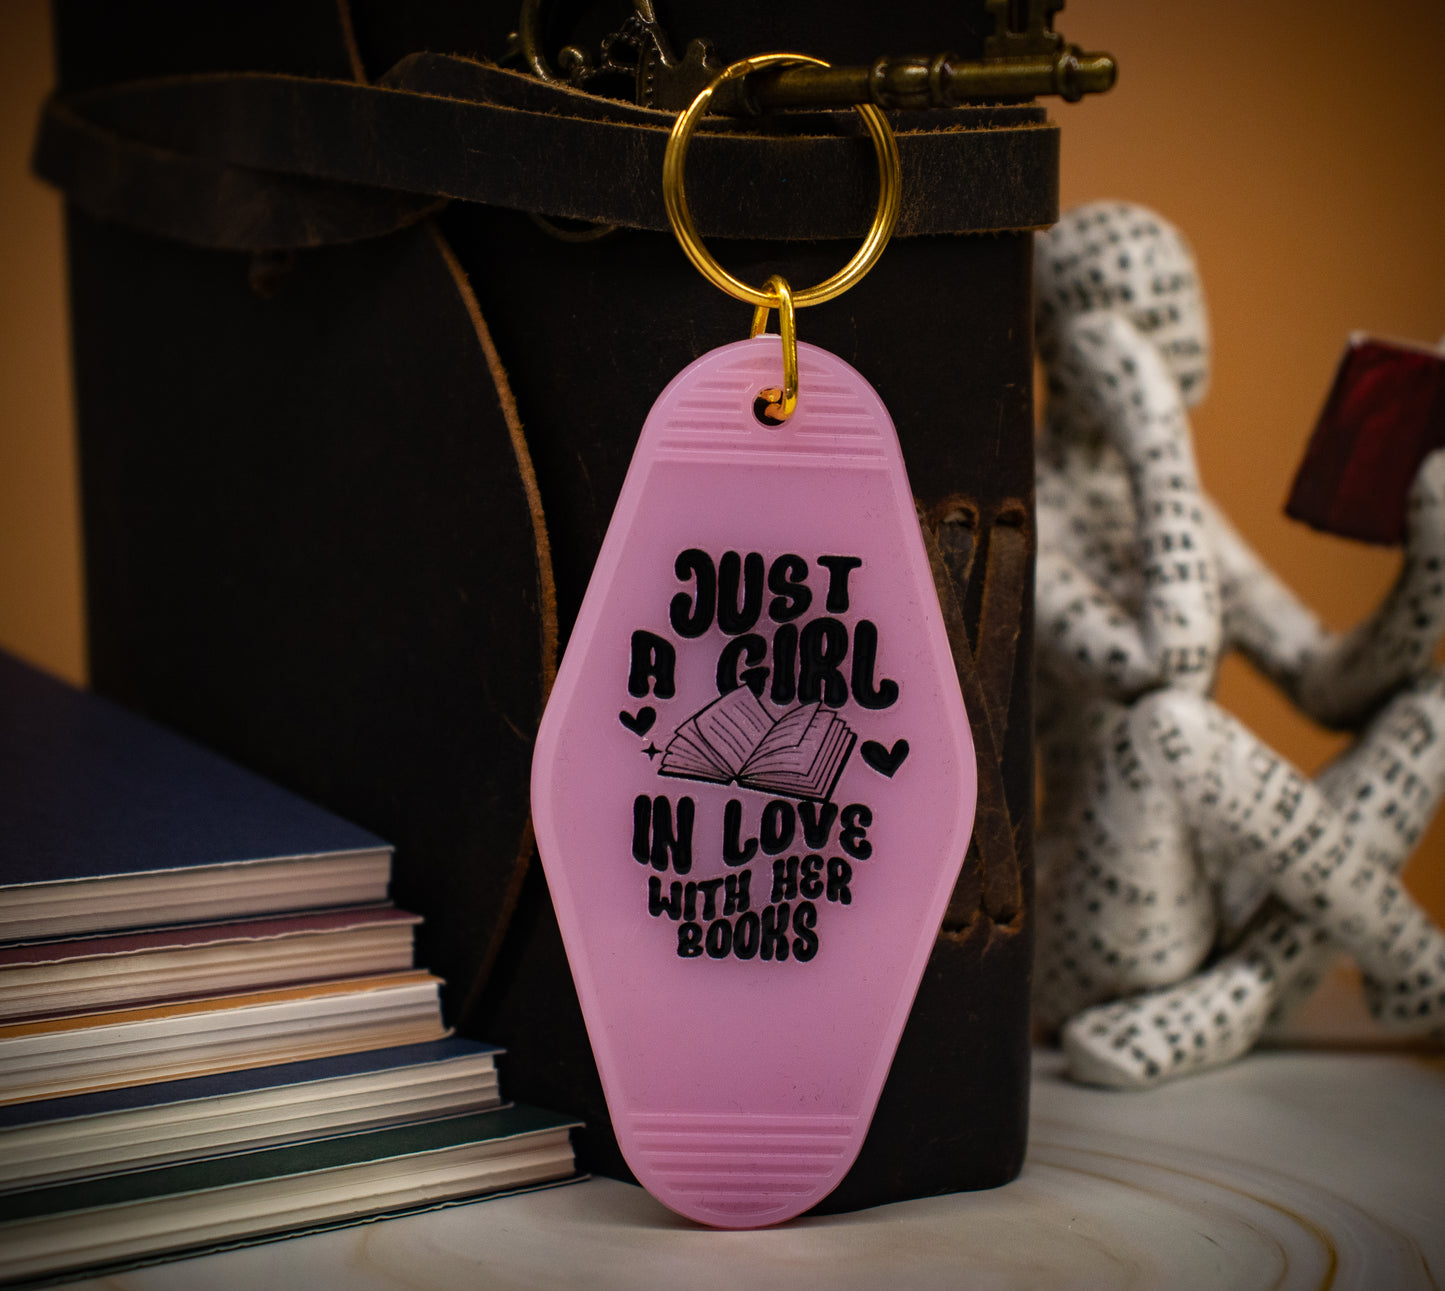 JUST
A GIRL
IN LOVE
WITH HER
BOOKS